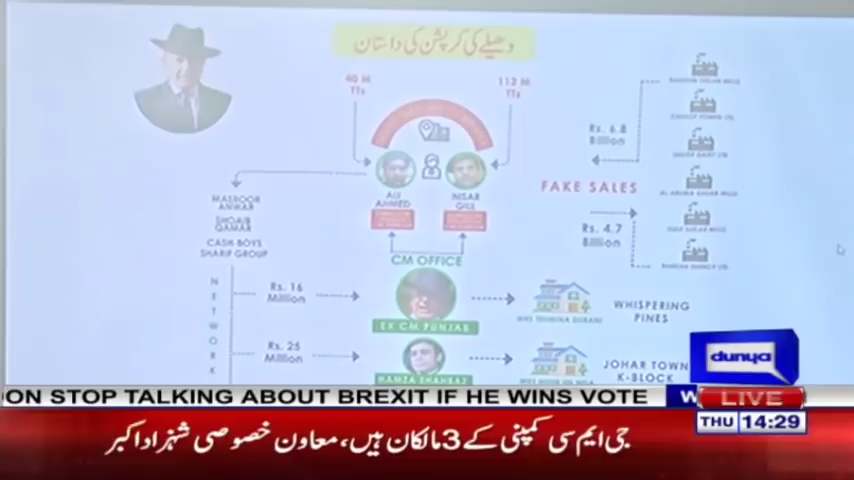 دھیلے کی کرپشن کی داستان
40 M
TTs
112 M
TTs
Rs. 6.8
Billion
FAKE SALES
Rs. 4.7
Billion
ALI
AHMED
NISAR
GILL
MASROOR
ANWAR
SHOAIB
QAMAR
CASH BOYS
SHARIF GROUP
CM OFFICE
NETWORK
Rs. 16
Million
EX CM PUNJAB
WHISPERING
PINES
Rs. 25
Million
HAMZA SHAHBAZ
JOHAR TOWN
K-BLOCK
AL ARABIA SUGAR MILLS
dunya
ON STOP TALKING ABOUT BREXIT IF HE WINS VOTE
W
LIVE
THU 14:29
جی ایم سی کمپنی کے 3 مالکان ہیں، معاون خصوصی شہزاد اکبر